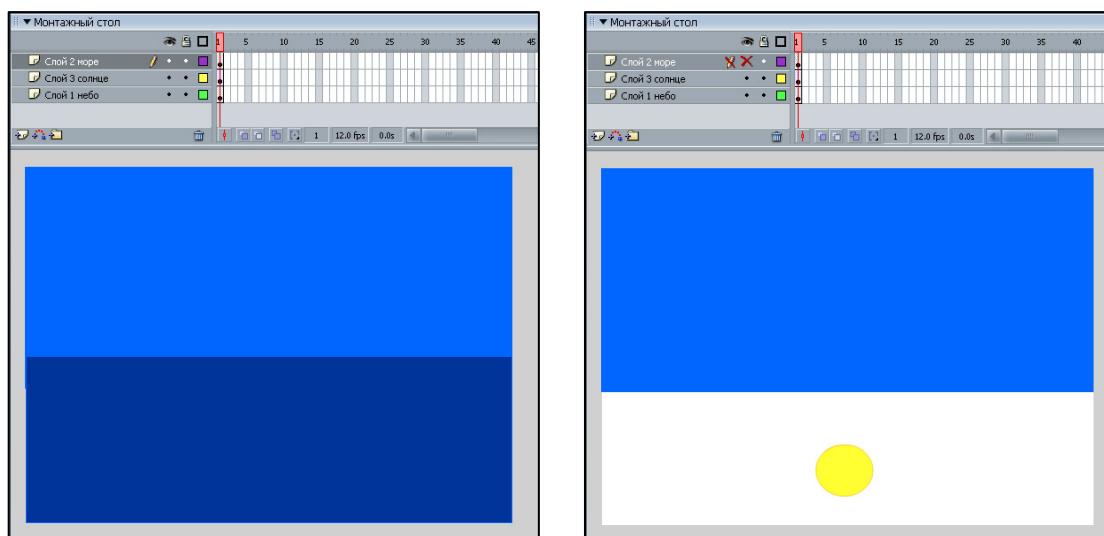 Монтажный стол
1 5 10 15 20 25 30 35 40 45
Слой 2 море
Слой 3 солнце
Слой 1 небо
1 12.0 fps 0.0s
Монтажный стол
1 5 10 15 20 25 30 35 40
Слой 2 море
Слой 3 солнце
Слой 1 небо
1 12.0 fps 0.0s